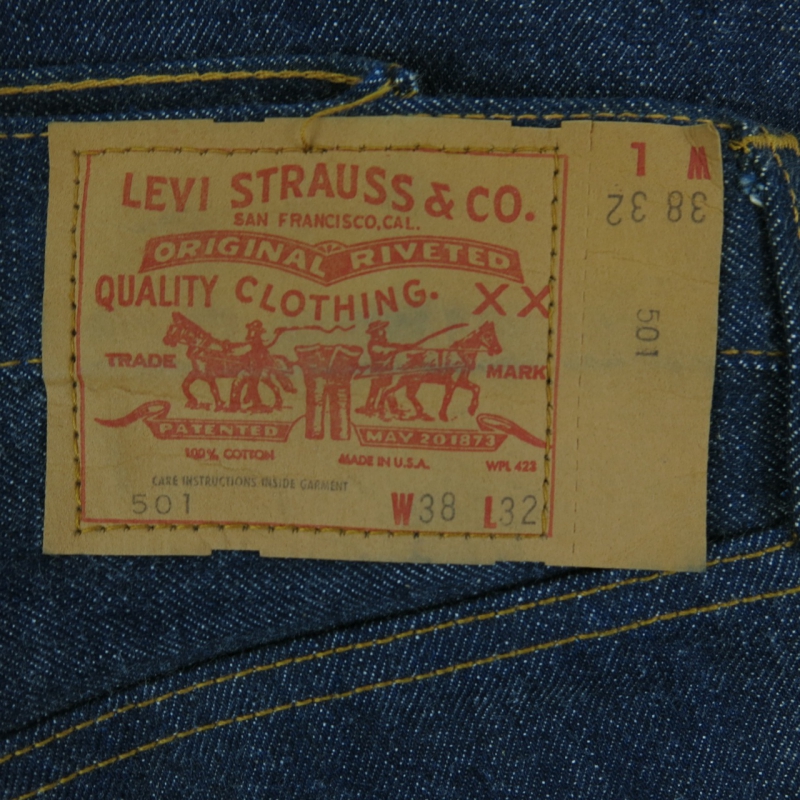 LEVI STRAUSS & CO.
SAN FRANCISCO, CAL.
ORIGINAL RIVETED
QUALITY CLOTHING. XX
TRADE MARK
PATENTED MAY 20 1873
100% COTTON MADE IN U.S.A. WPL 423
CARE INSTRUCTIONS INSIDE GARMENT
501 W38 L32
W L
38 32
501